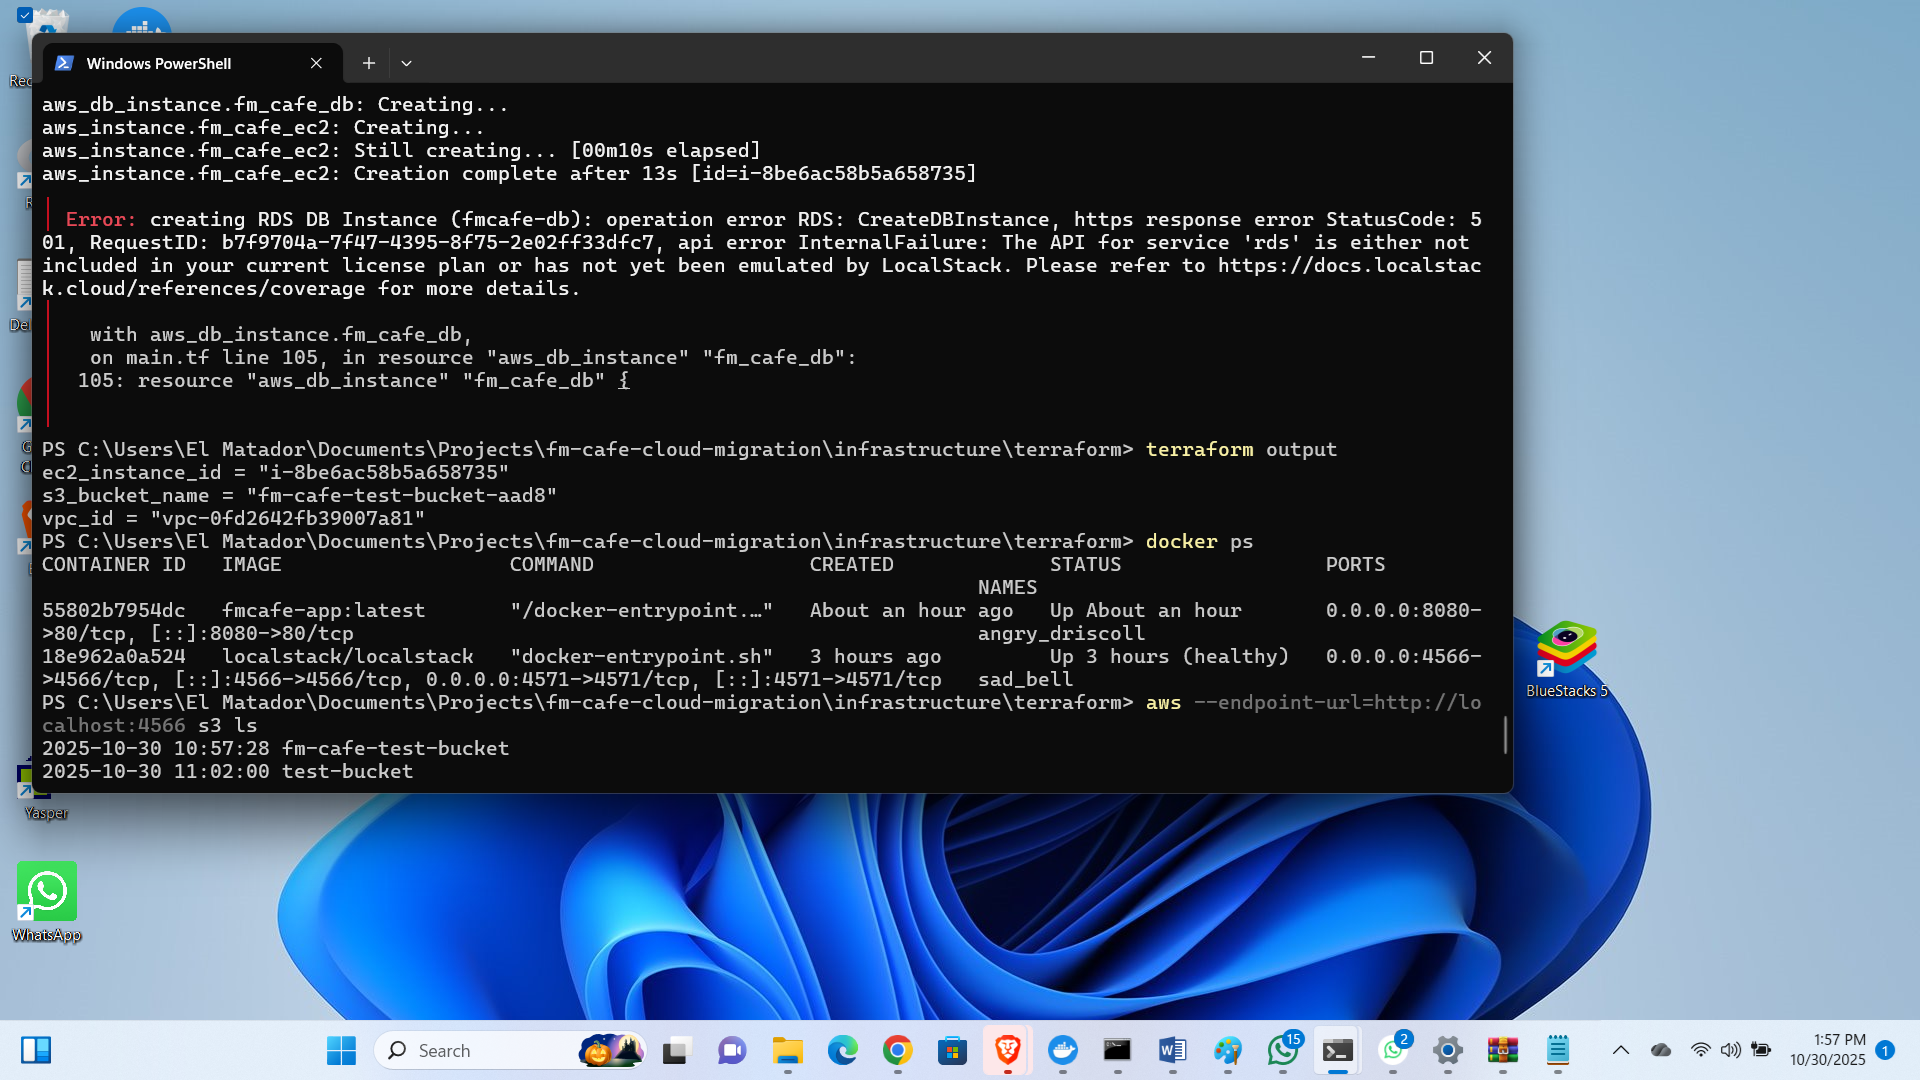 Windows PowerShell
aws_db_instance.fm_cafe_db: Creating...
aws_instance.fm_cafe_ec2: Creating...
aws_instance.fm_cafe_ec2: Still creating... [00m10s elapsed]
aws_instance.fm_cafe_ec2: Creation complete after 13s [id=i-8be6ac58b5a658735]
Error: creating RDS DB Instance (fmcafe-db): operation error RDS: CreateDBInstance, https response error StatusCode: 5
01, RequestID: b7f9704a-7f47-4395-8f75-2e02ff33dfc7, api error InternalFailure: The API for service 'rds' is either not
included in your current license plan or has not yet been emulated by LocalStack. Please refer to https://docs.localstac
k.cloud/references/coverage for more details.
with aws_db_instance.fm_cafe_db,
on main.tf line 105, in resource "aws_db_instance" "fm_cafe_db":
105: resource "aws_db_instance" "fm_cafe_db" {
PS C:\Users\El Matador\Documents\Projects\fm-cafe-cloud-migration\infrastructure\terraform> terraform output
ec2_instance_id = "i-8be6ac58b5a658735"
s3_bucket_name = "fm-cafe-test-bucket-aad8"
vpc_id = "vpc-0fd2642fb39007a81"
PS C:\Users\El Matador\Documents\Projects\fm-cafe-cloud-migration\infrastructure\terraform> docker ps
CONTAINER ID   IMAGE                   COMMAND                  CREATED             STATUS                 PORTS
NAMES
55802b7954dc   fmcafe-app:latest       "/docker-entrypoint.…"   About an hour ago   Up About an hour       0.0.0.0:8080-
>80/tcp, [::]:8080->80/tcp                                                    angry_driscoll
18e962a0a524   localstack/localstack   "docker-entrypoint.sh"   3 hours ago         Up 3 hours (healthy)   0.0.0.0:4566-
>4566/tcp, [::]:4566->4566/tcp, 0.0.0.0:4571->4571/tcp, [::]:4571->4571/tcp   sad_bell
PS C:\Users\El Matador\Documents\Projects\fm-cafe-cloud-migration\infrastructure\terraform> aws --endpoint-url=http://lo
calhost:4566 s3 ls
2025-10-30 10:57:28 fm-cafe-test-bucket
2025-10-30 11:02:00 test-bucket
BlueStacks 5
Yasper
WhatsApp
Search
15
2
1:57 PM
10/30/2025
1